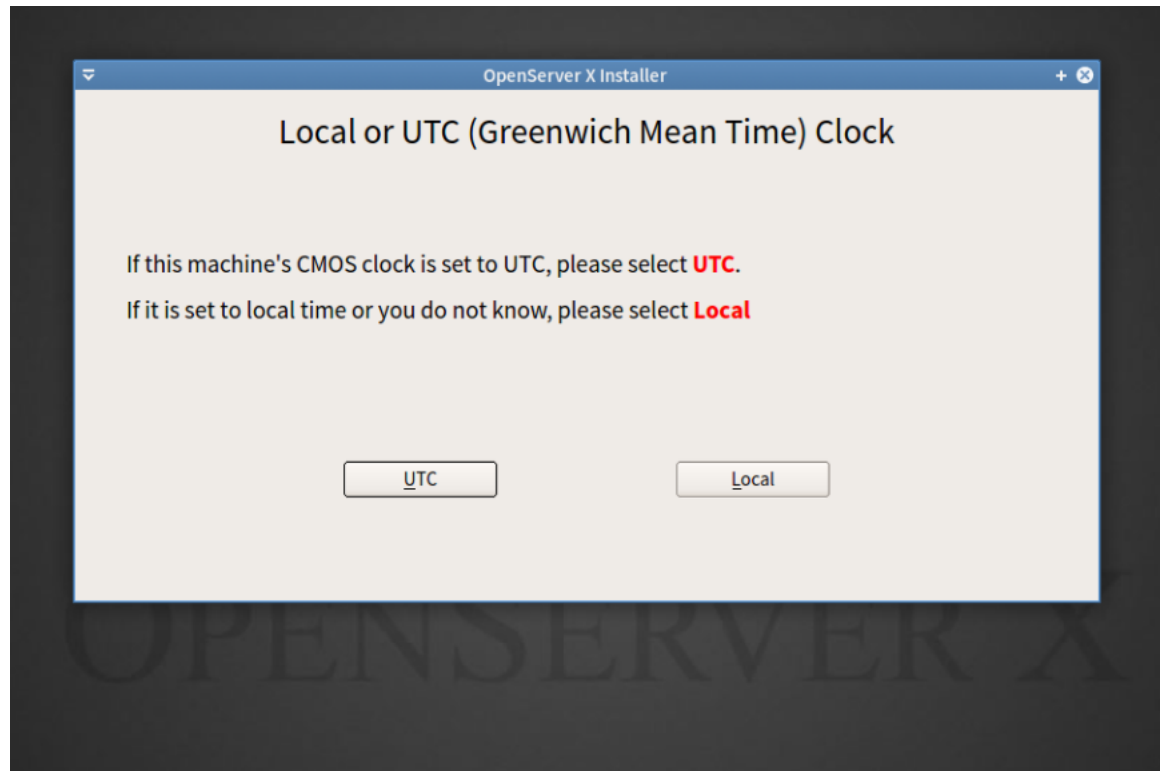 OpenServer X Installer
Local or UTC (Greenwich Mean Time) Clock
If this machine's CMOS clock is set to UTC, please select UTC.
If it is set to local time or you do not know, please select Local
UTC
Local
OPENSERVER X